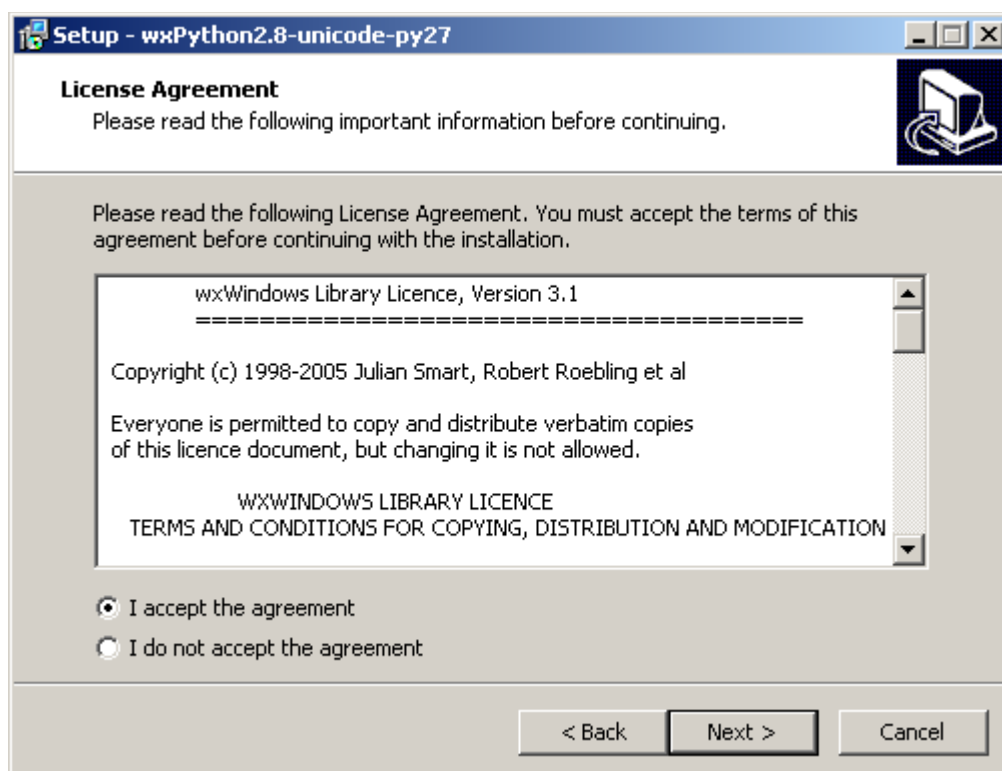 Setup - wxPython2.8-unicode-py27
License Agreement
Please read the following important information before continuing.
Please read the following License Agreement. You must accept the terms of this
agreement before continuing with the installation.
wxWindows Library Licence, Version 3.1
======================================
Copyright (c) 1998-2005 Julian Smart, Robert Roebling et al
Everyone is permitted to copy and distribute verbatim copies
of this licence document, but changing it is not allowed.
WXWINDOWS LIBRARY LICENCE
TERMS AND CONDITIONS FOR COPYING, DISTRIBUTION AND MODIFICATION
I accept the agreement
I do not accept the agreement
< Back Next > Cancel